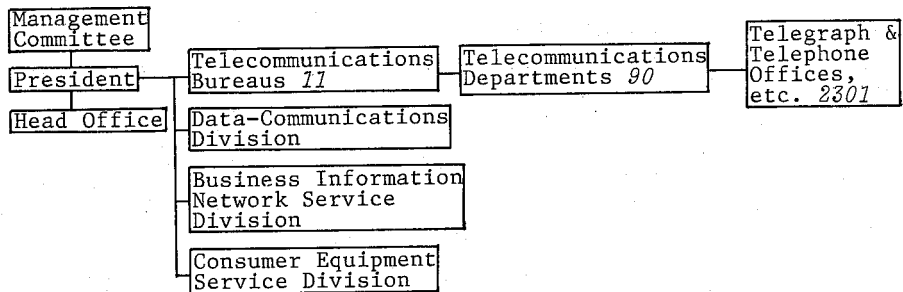 Management
Committee
President
Head Office
Telecommunications
Bureaus 11
Telecommunications
Departments 90
Telegraph &
Telephone
Offices,
etc. 2301
Data-Communications
Division
Business Information
Network Service
Division
Consumer Equipment
Service Division